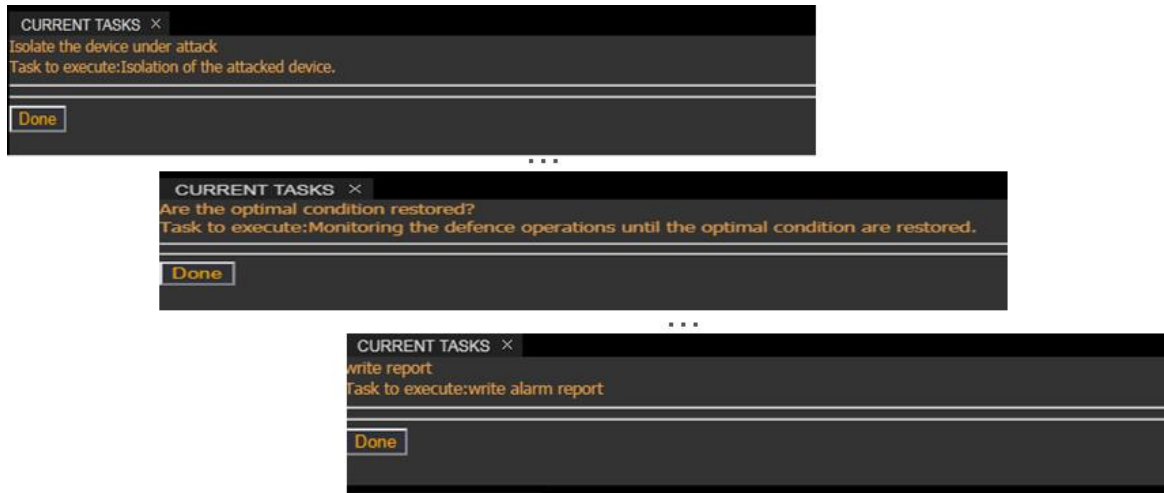 CURRENT TASKS ×
Isolate the device under attack
Task to execute:Isolation of the attacked device.
Done
...
CURRENT TASKS ×
Are the optimal condition restored?
Task to execute:Monitoring the defence operations until the optimal condition are restored.
Done
...
CURRENT TASKS ×
write report
Task to execute:write alarm report
Done